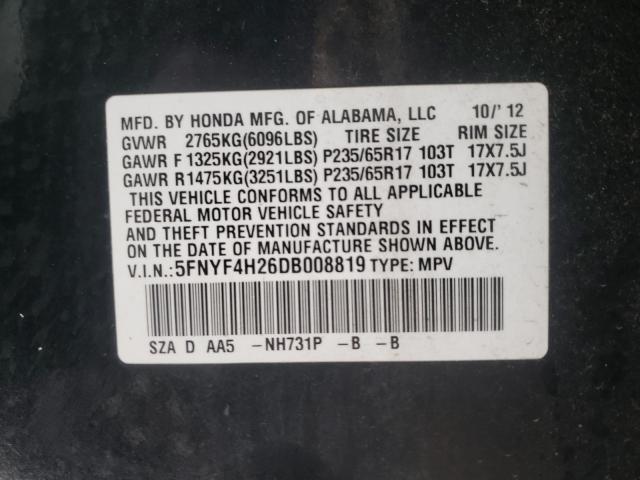 MFD. BY HONDA MFG. OF ALABAMA, LLC 10/'12
GVWR 2765KG(6096LBS) TIRE SIZE RIM SIZE
GAWR F 1325KG(2921LBS) P235/65R17 103T 17X7.5J
GAWR R1475KG(3251LBS) P235/65R17 103T 17X7.5J
THIS VEHICLE CONFORMS TO ALL APPLICABLE
FEDERAL MOTOR VEHICLE SAFETY
AND THEFT PREVENTION STANDARDS IN EFFECT
ON THE DATE OF MANUFACTURE SHOWN ABOVE.
V.I.N.:5FNYF4H26DB008819 TYPE: MPV
SZA D AA5 -NH731P -B -B